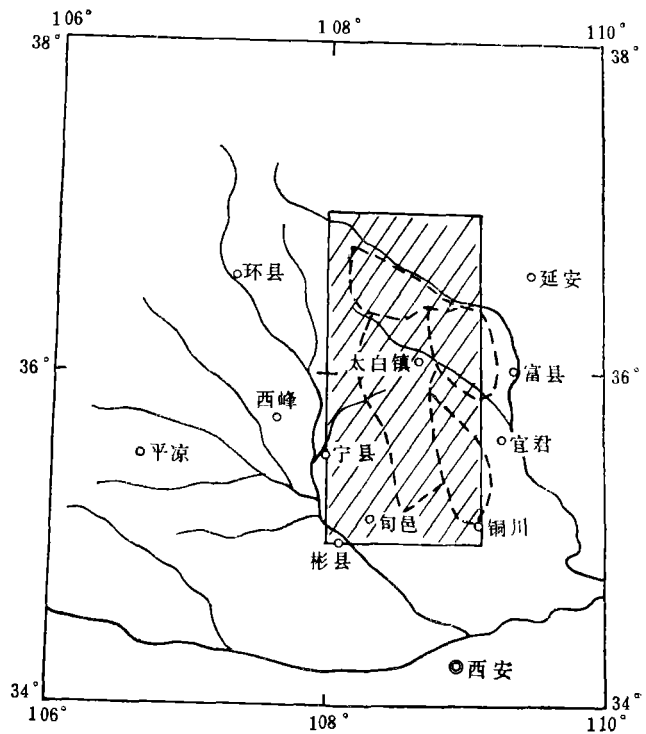 106°
108°
110°
38°
38°
环县
延安
36°
太白镇
富县
36°
西峰
宜君
平凉
宁县
旬邑
铜川
彬县
西安
34°
34°
106°
108°
110°